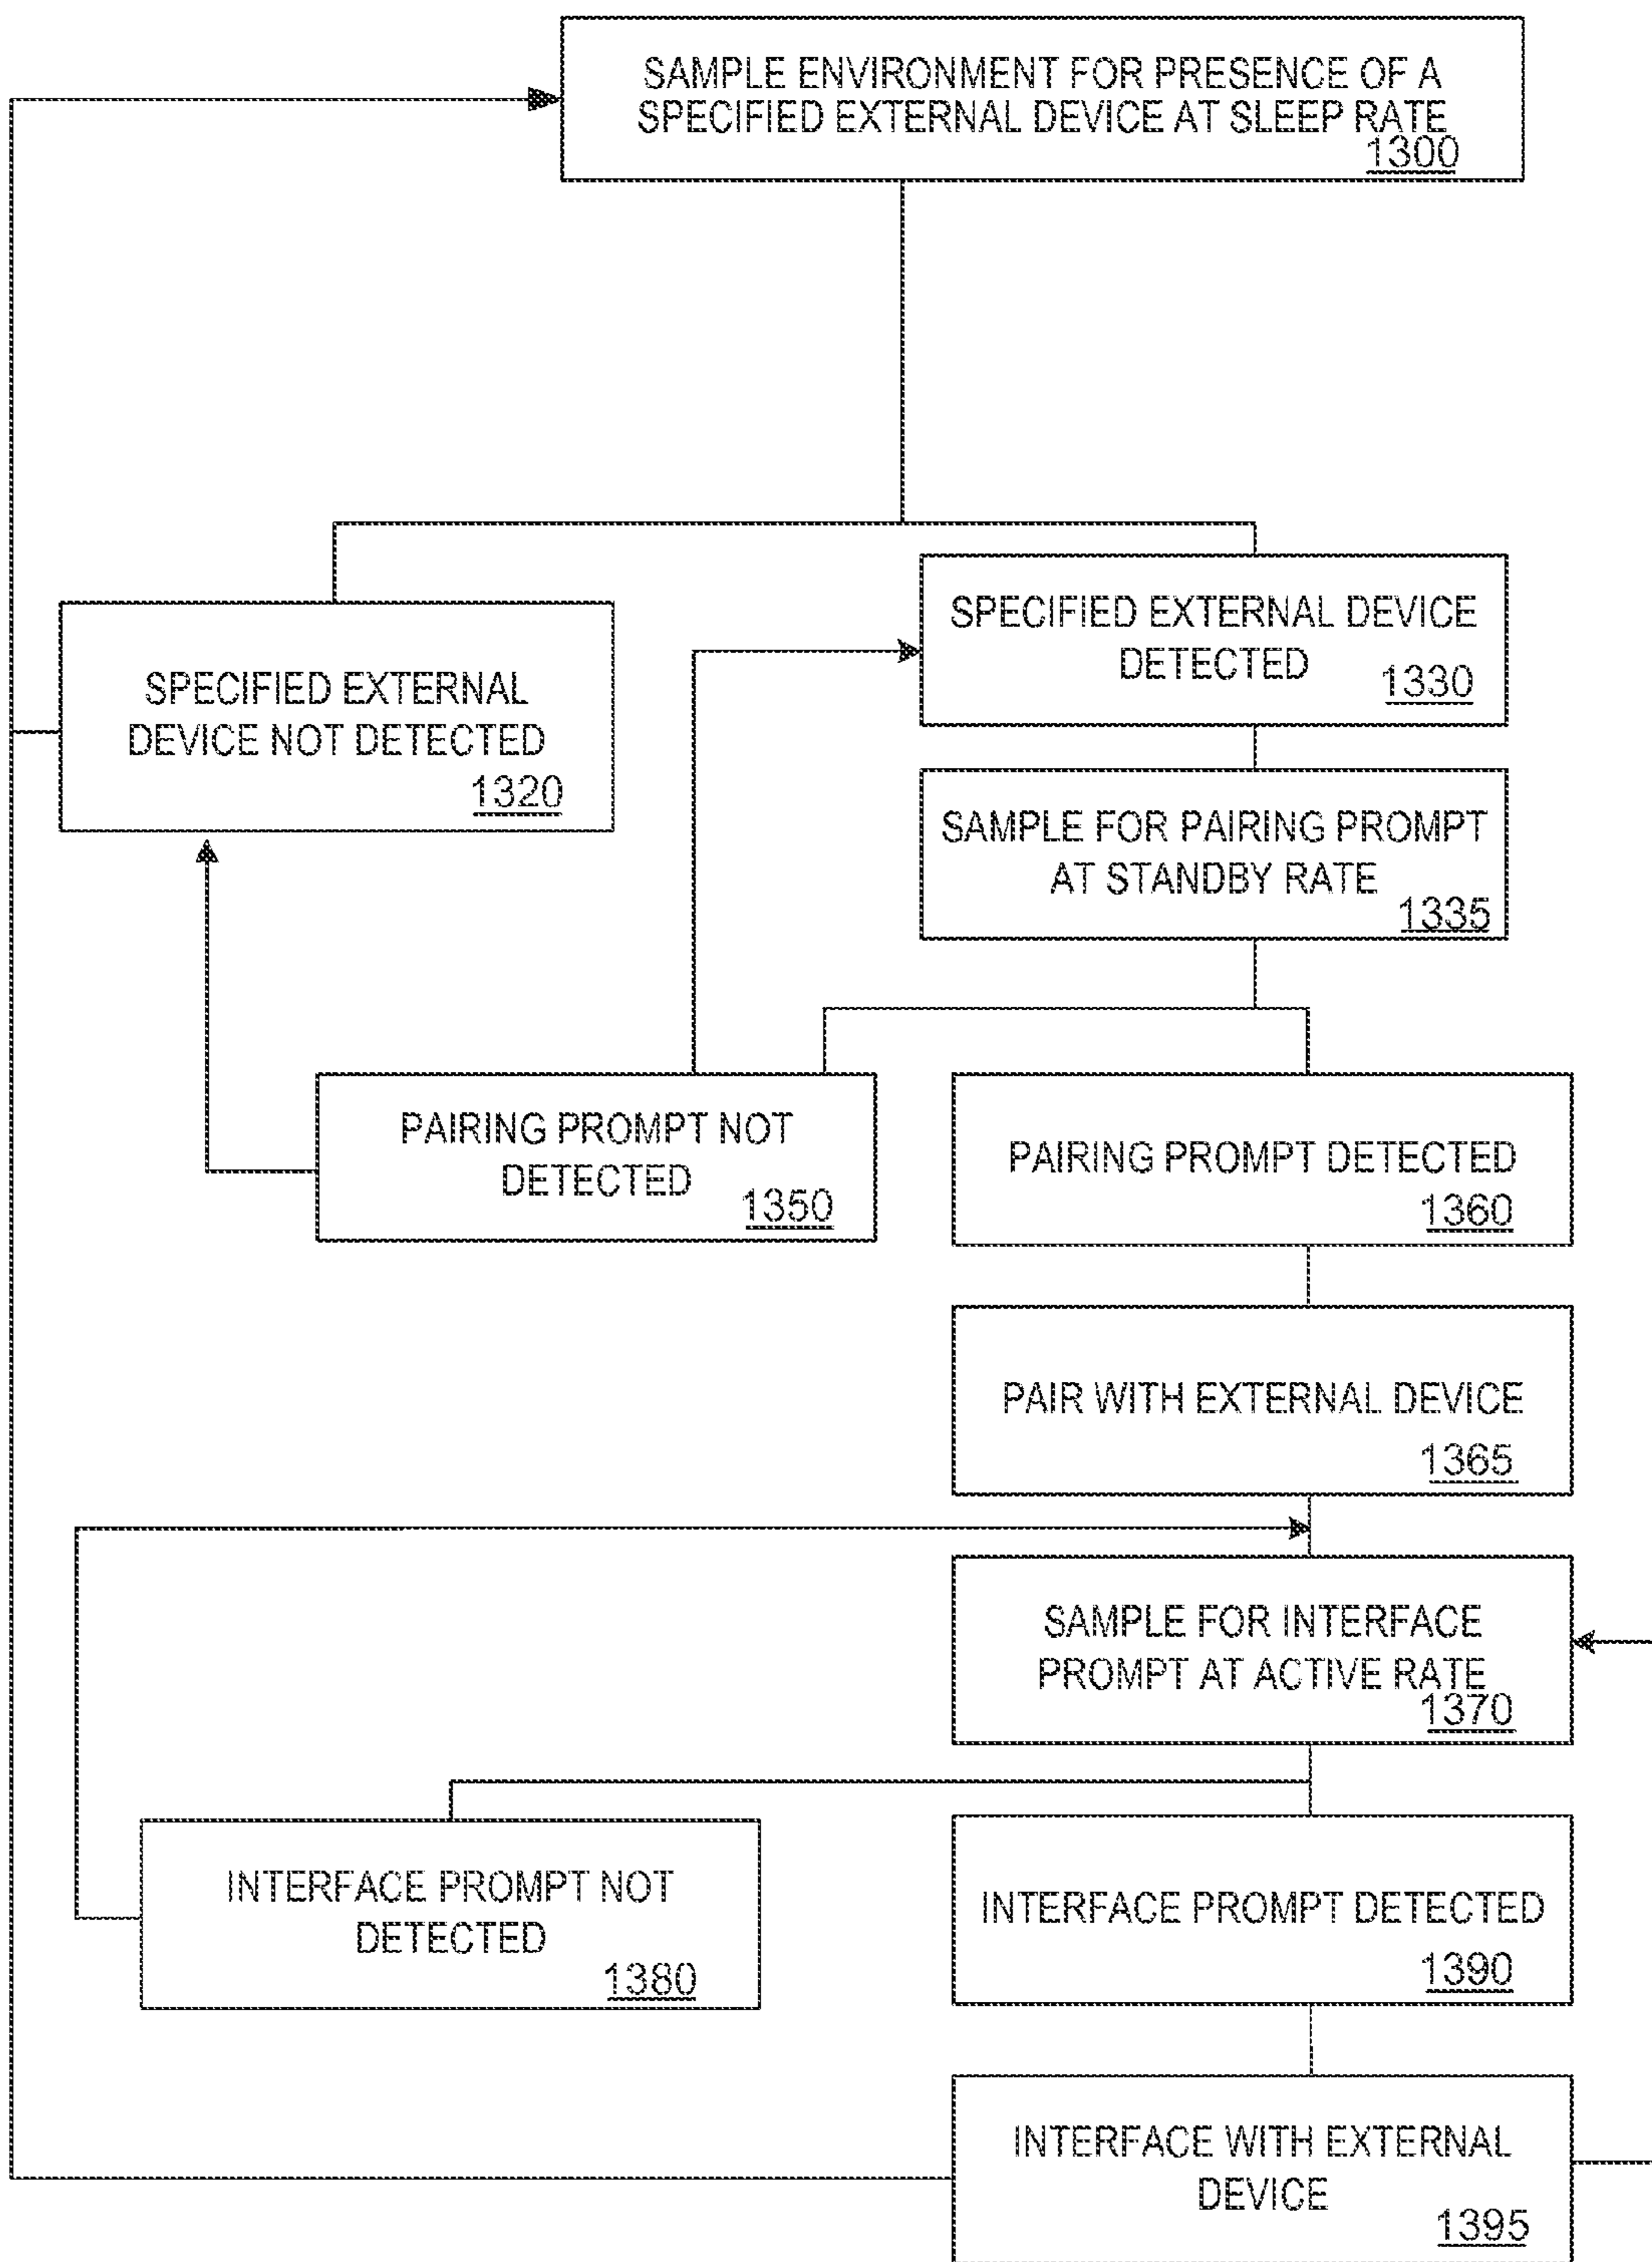 SAMPLE ENVIRONMENT FOR PRESENCE OF A
SPECIFIED EXTERNAL DEVICE AT SLEEP RATE
1300
SPECIFIED EXTERNAL DEVICE
DETECTED
1330
SPECIFIED EXTERNAL
DEVICE NOT DETECTED
1320
SAMPLE FOR PAIRING PROMPT
AT STANDBY RATE
1335
PAIRING PROMPT NOT
DETECTED
1350
PAIRING PROMPT DETECTED
1360
PAIR WITH EXTERNAL DEVICE
1365
SAMPLE FOR INTERFACE
PROMPT AT ACTIVE RATE
1370
INTERFACE PROMPT NOT
DETECTED
1380
INTERFACE PROMPT DETECTED
1390
INTERFACE WITH EXTERNAL
DEVICE
1395